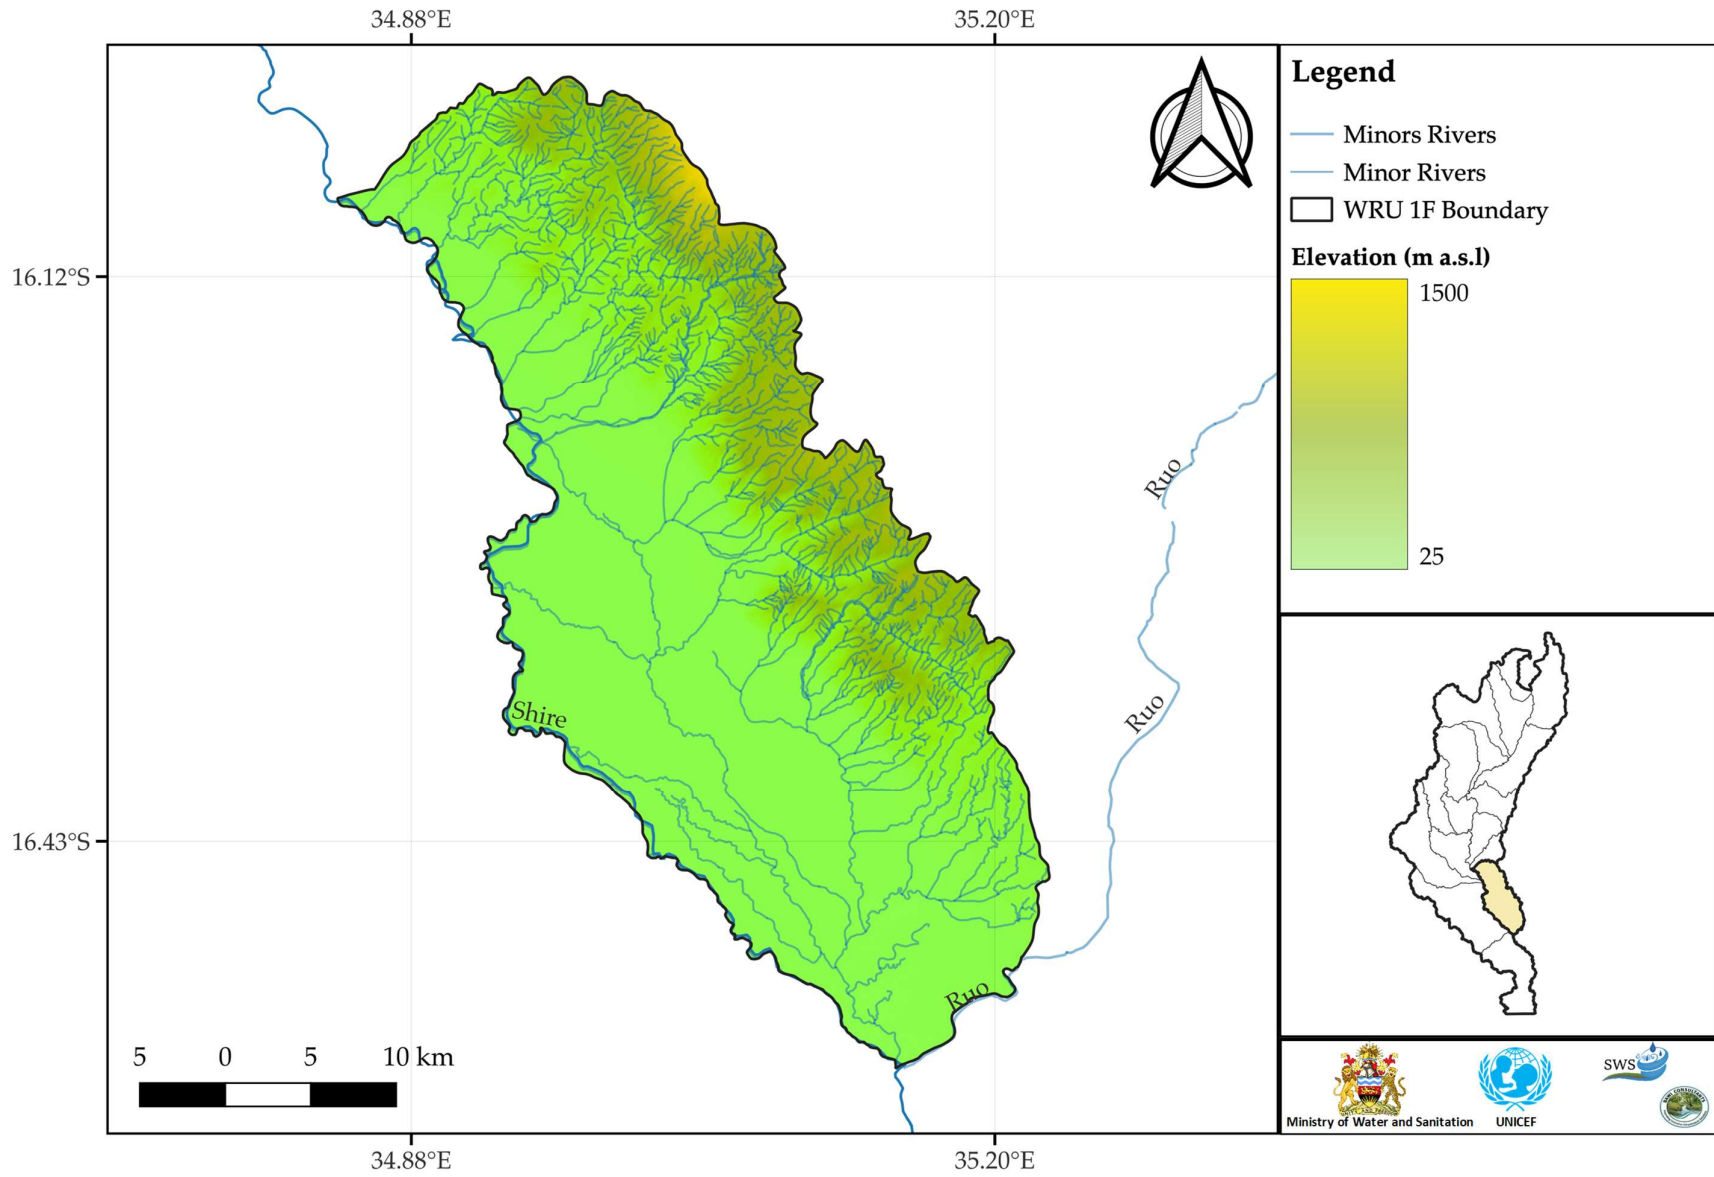 34.88°E
35.20°E
16.12°S
16.43°S
Ruo
Ruo
Shire
Ruo
5 0 5 10 km
34.88°E
35.20°E
Legend
Minors Rivers
Minor Rivers
WRU 1F Boundary
Elevation (m a.s.l)
1500
25
SWS
Ministry of Water and Sanitation
UNICEF